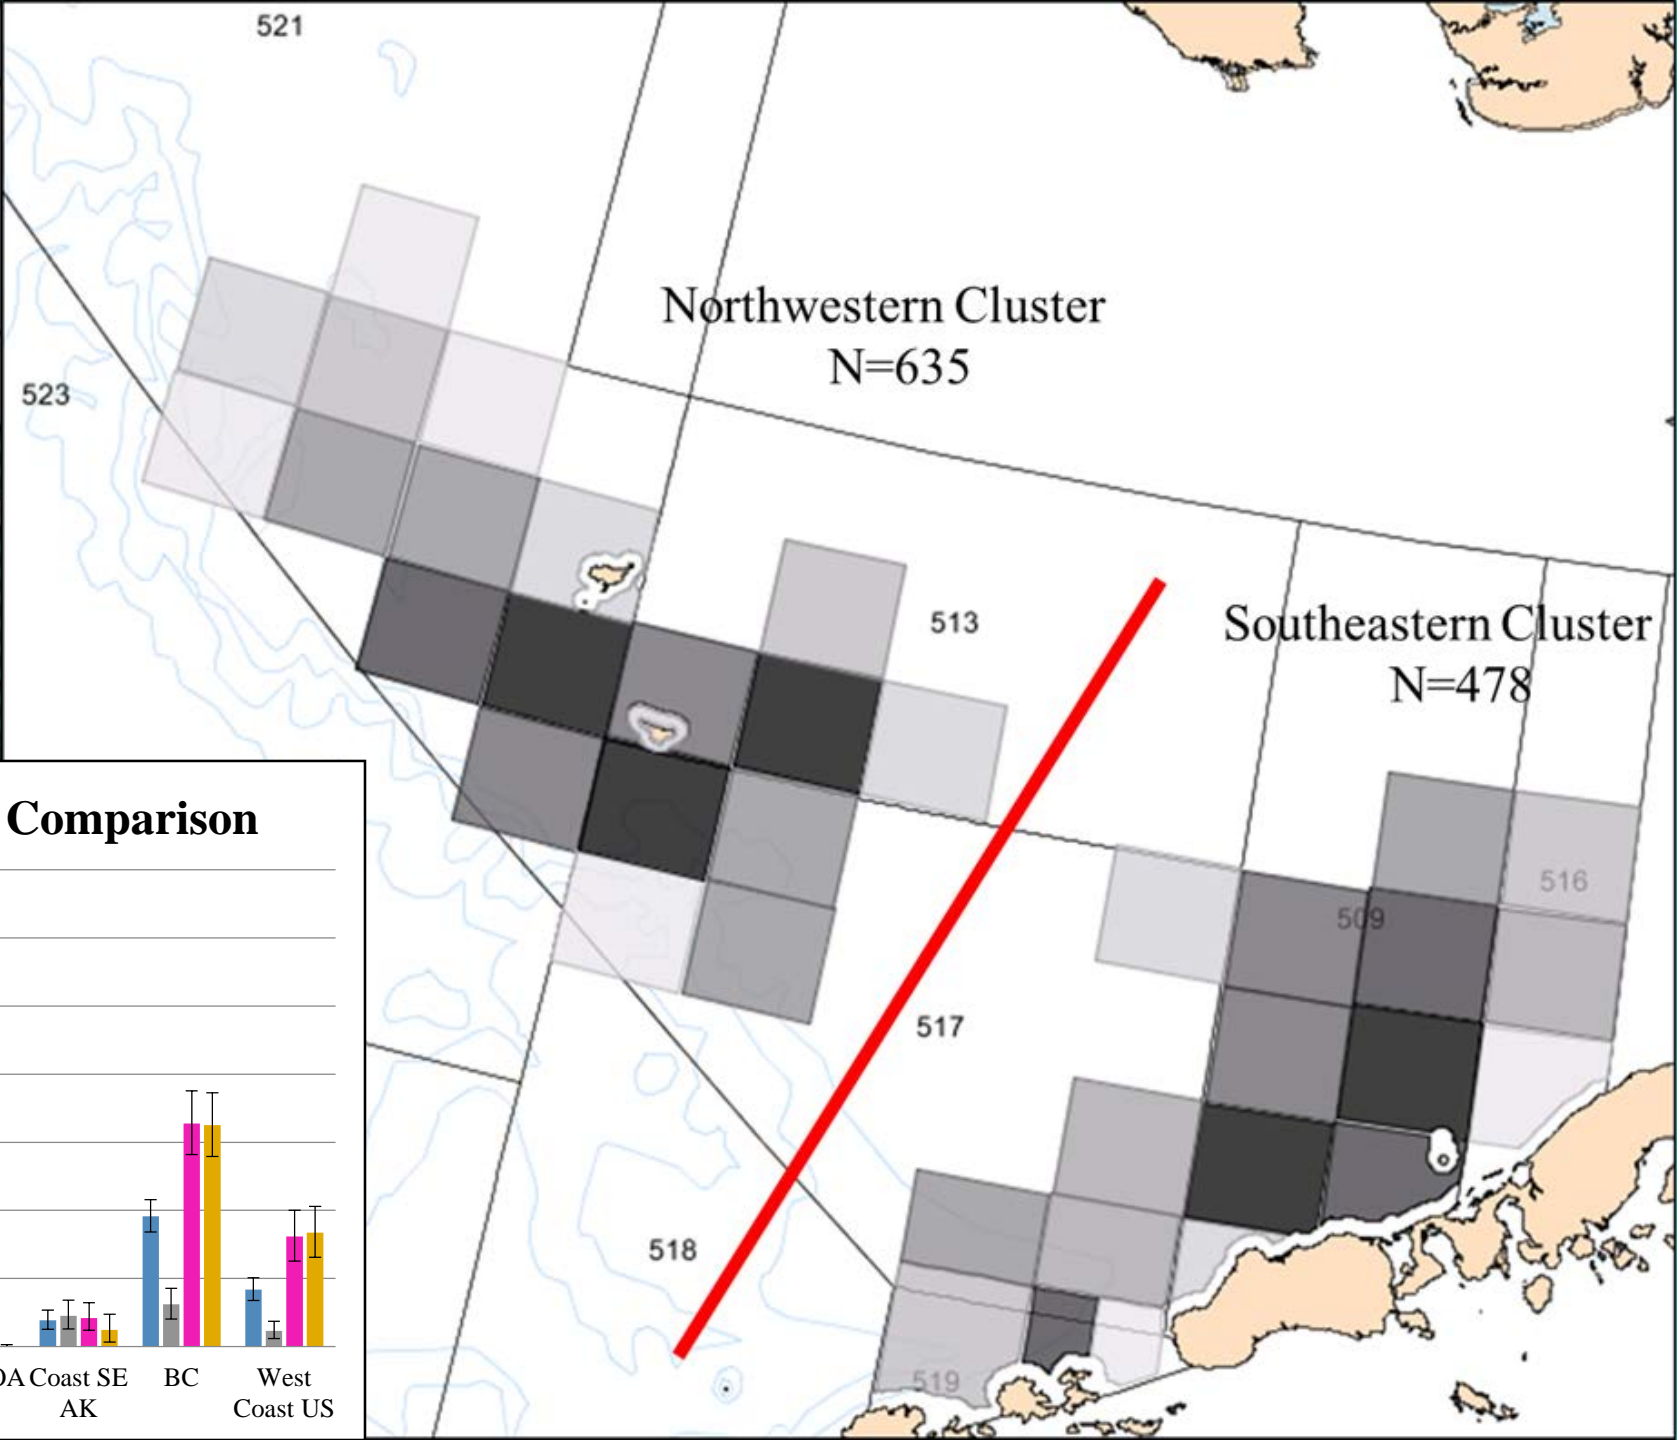 521
Northwestern Cluster
N=635
523
513
Southeastern Cluster
N=478
Comparison
516
509
517
518
519
OA Coast SE BC West
AK Coast US